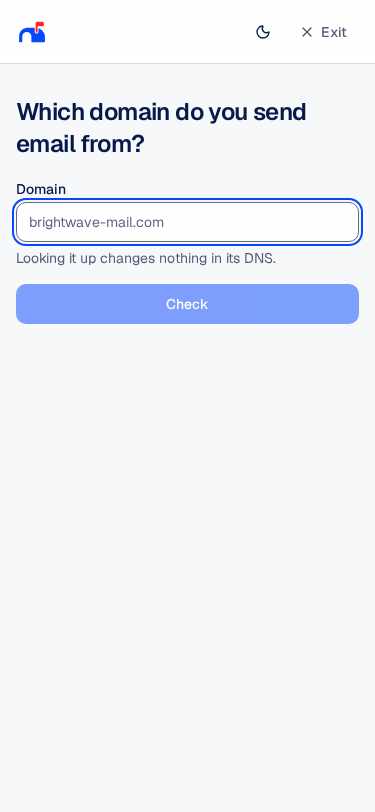 Exit
Which domain do you send
email from?
Domain
brightwave-mail.com
Looking it up changes nothing in its DNS.
Check